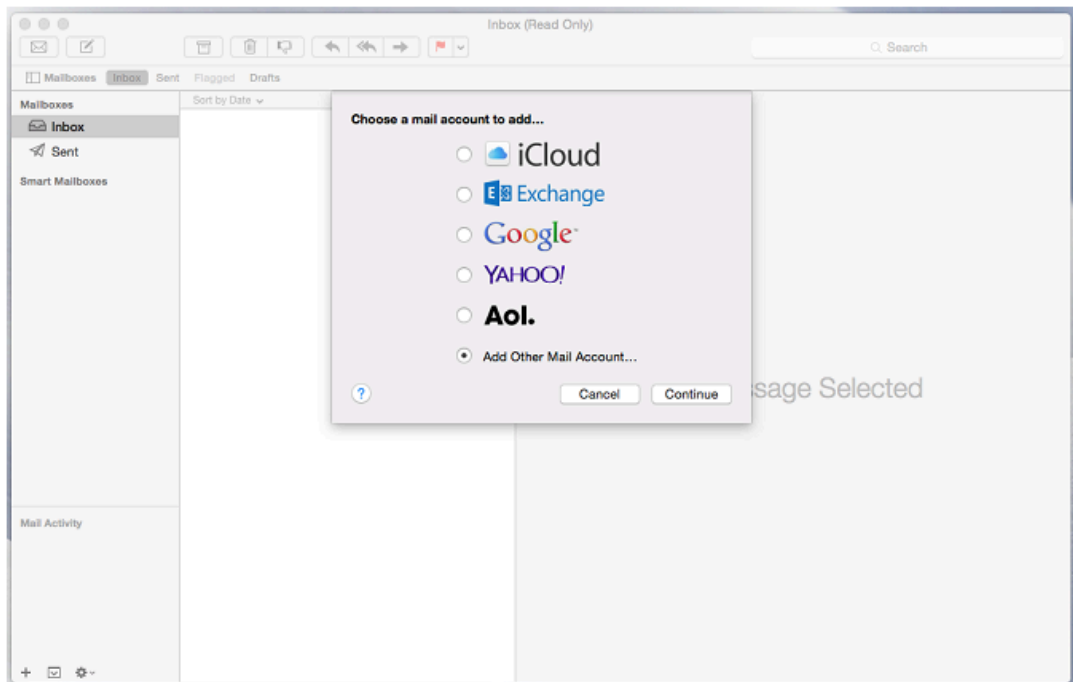 Inbox (Read Only)
Search
Mailboxes Inbox Sent Flagged Drafts
Mailboxes
Inbox
Sent
Smart Mailboxes
Mail Activity
Sort by Date
Choose a mail account to add...
iCloud
E Exchange
Google™
YAHOO!
Aol.
Add Other Mail Account...
? Cancel Continue
ssage Selected